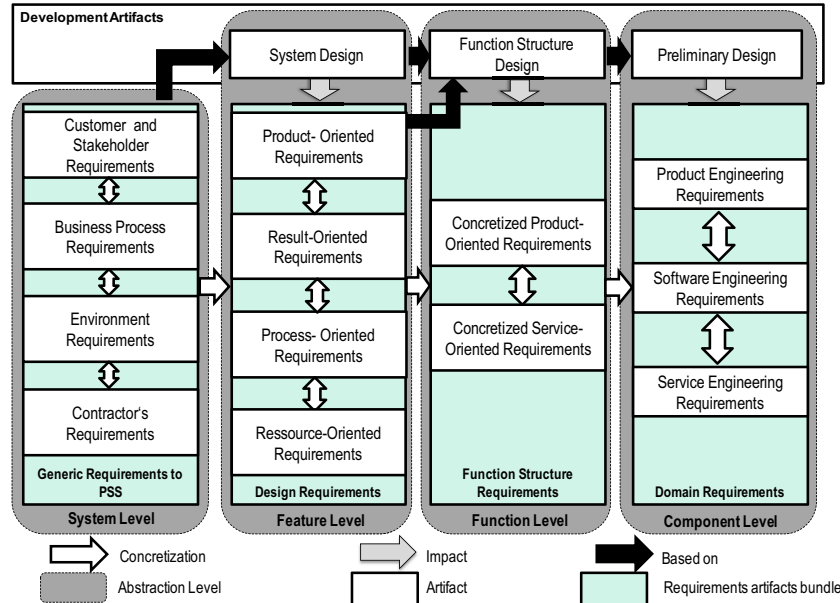 Development Artifacts
System Design
Function Structure
Design
Preliminary Design
Customer and
Stakeholder
Requirements
Business Process
Requirements
Environment
Requirements
Contractor's
Requirements
Generic Requirements to
PSS
System Level
Product- Oriented
Requirements
Result-Oriented
Requirements
Process- Oriented
Requirements
Ressource-Oriented
Requirements
Design Requirements
Feature Level
Concretized Product-
Oriented Requirements
Concretized Service-
Oriented Requirements
Function Structure
Requirements
Function Level
Product Engineering
Requirements
Software Engineering
Requirements
Service Engineering
Requirements
Domain Requirements
Component Level
Concretization
Impact
Based on
Abstraction Level
Artifact
Requirements artifacts bundle